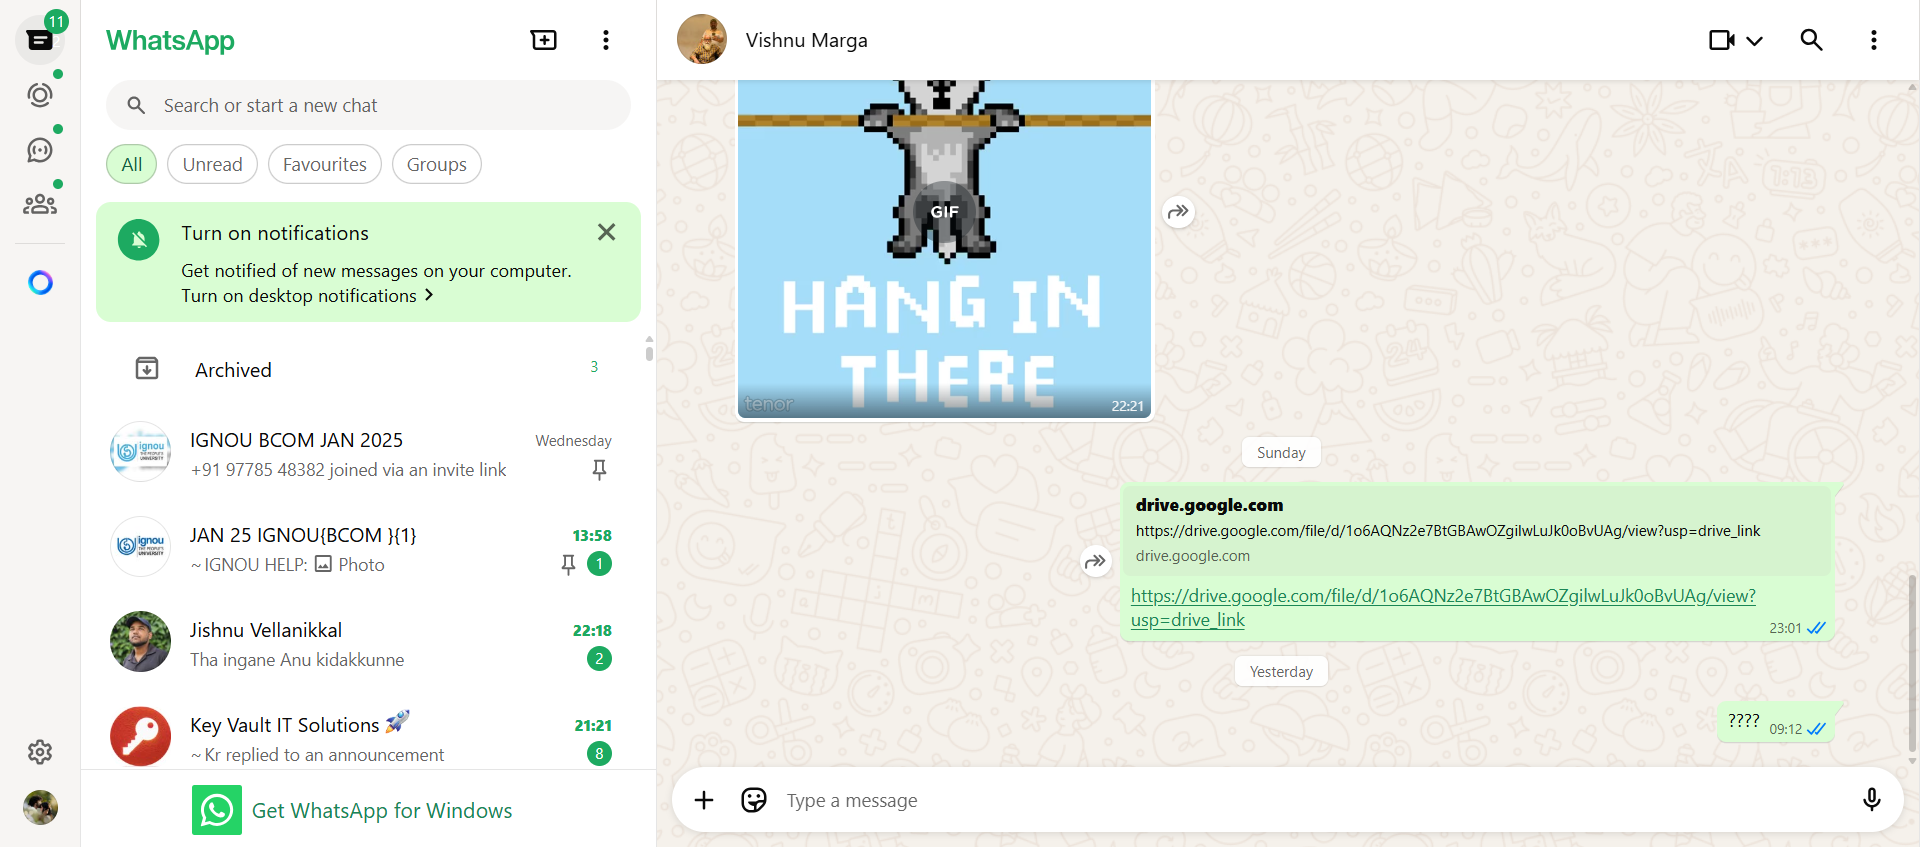 11
WhatsApp
Search or start a new chat
All
Unread
Favourites
Groups
Turn on notifications
Get notified of new messages on your computer.
Turn on desktop notifications
Archived
3
IGNOU BCOM JAN 2025
Wednesday
+91 97785 48382 joined via an invite link
JAN 25 IGNOU{BCOM }{1}
13:58
~ IGNOU HELP: Photo
1
Jishnu Vellanikkal
22:18
Tha ingane Anu kidakkunne
2
Key Vault IT Solutions 🚀
21:21
~ Kr replied to an announcement
8
Get WhatsApp for Windows
Vishnu Marga
GIF
HANG IN
THERE
tenor
22:21
Sunday
drive.google.com
https://drive.google.com/file/d/1o6AQNz2e7BtGBAwOZgilwLuJk0oBvUAg/view?usp=drive_link
drive.google.com
https://drive.google.com/file/d/1o6AQNz2e7BtGBAwOZgilwLuJk0oBvUAg/view?
usp=drive_link
23:01
Yesterday
????
09:12
Type a message